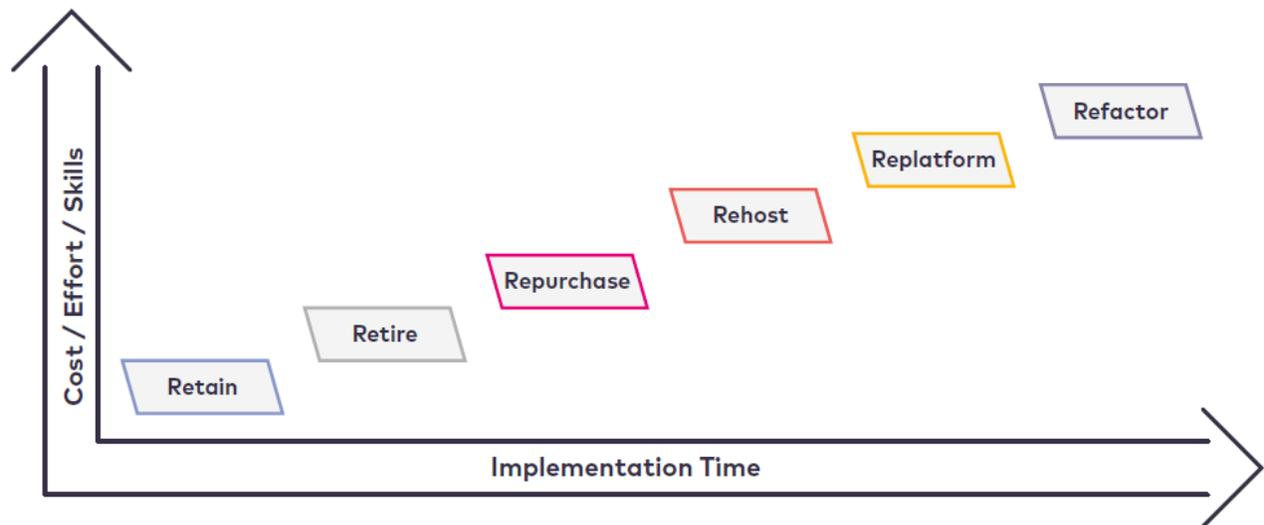 Refactor
Replatform
Rehost
Repurchase
Retire
Retain
Cost / Effort / Skills
Implementation Time